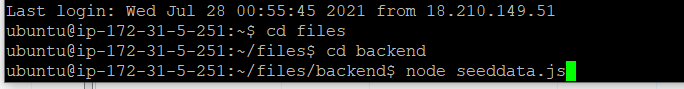 Last login: Wed Jul 28 00:55:45 2021 from 18.210.149.51
ubuntu@ip-172-31-5-251:~$ cd files
ubuntu@ip-172-31-5-251:~/files$ cd backend
ubuntu@ip-172-31-5-251:~/files/backend$ node seeddata.js